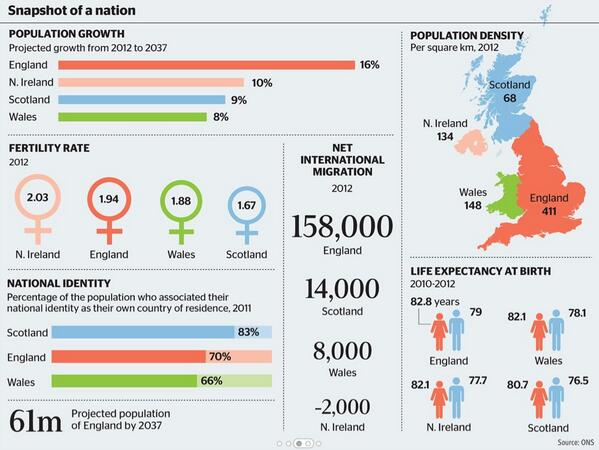 Snapshot of a nation
POPULATION GROWTH
Projected growth from 2012 to 2037
England 16%
N. Ireland 10%
Scotland 9%
Wales 8%
FERTILITY RATE
2012
2.03 1.94 1.88 1.67
N. Ireland England Wales Scotland
NATIONAL IDENTITY
Percentage of the population who associated their
national identity as their own country of residence, 2011
Scotland 83%
England 70%
Wales 66%
61m
Projected population
of England by 2037
NET
INTERNATIONAL
MIGRATION
2012
158,000
England
14,000
Scotland
8,000
Wales
-2,000
N. Ireland
POPULATION DENSITY
Per square km, 2012
Scotland
68
N. Ireland
134
Wales
148
England
411
LIFE EXPECTANCY AT BIRTH
2010-2012
82.8 years 79
England
82.1 78.1
Wales
82.1 77.7
N. Ireland
80.7 76.5
Scotland
Source: ONS